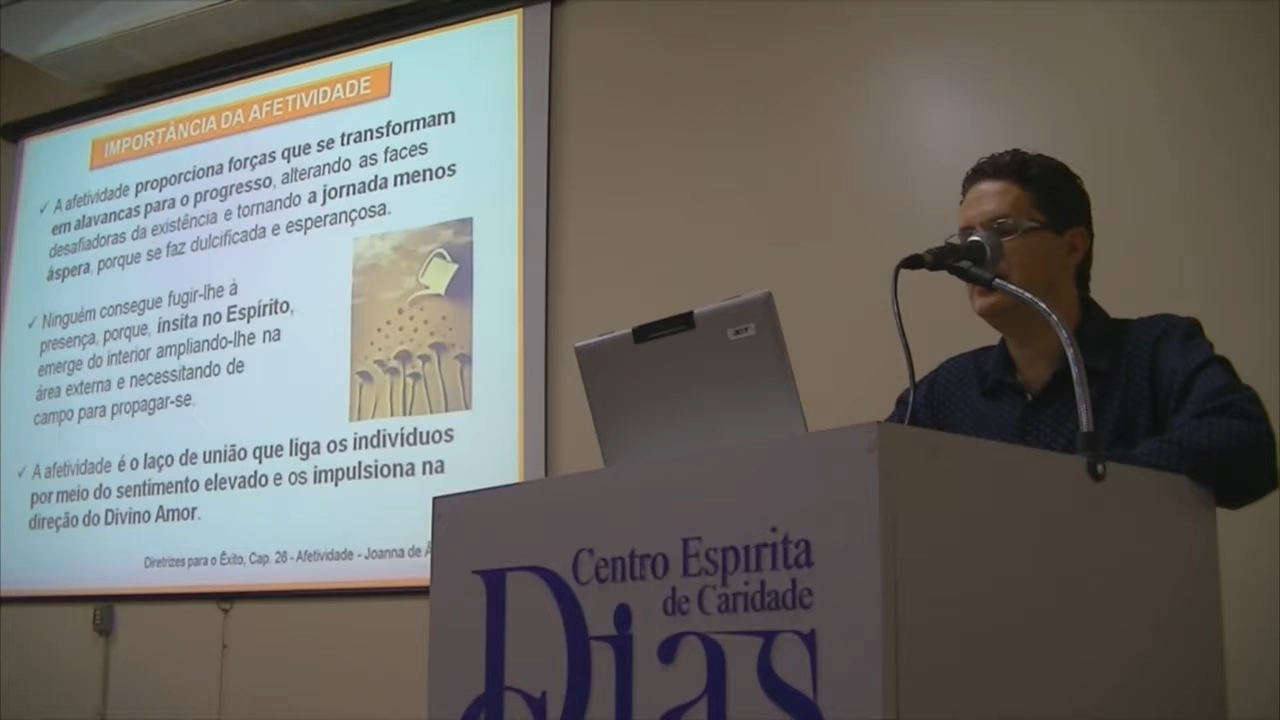 IMPORTÂNCIA DA AFETIVIDADE
✓ A afetividade proporciona forças que se transformam
em alavancas para o progresso, alterando as faces
desafiadoras da existência e tornando a jornada menos
áspera, porque se faz dulcificada e esperançosa.
✓ Ninguém consegue fugir-lhe à
presença, porque, ínsita no Espírito,
emerge do interior ampliando-lhe na
área externa e necessitando de
campo para propagar-se.
✓ A afetividade é o laço de união que liga os indivíduos
por meio do sentimento elevado e os impulsiona na
direção do Divino Amor.
Diretrizes para o Êxito, Cap. 26 - Afetividade - Joanna de
acer
Centro Espírita
de Caridade
Dias